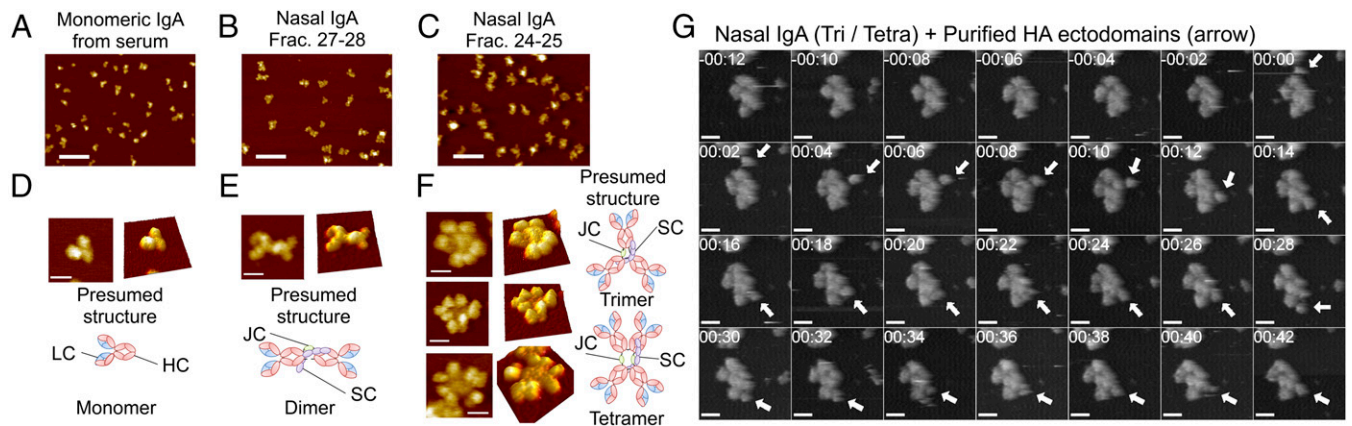 A
Monomeric IgA
from serum
B
Nasal IgA
Frac. 27-28
C
Nasal IgA
Frac. 24-25
D
Presumed
structure
LC
HC
Monomer
E
Presumed
structure
JC
SC
Dimer
F
Presumed
structure
JC
SC
Trimer
JC
SC
Tetramer
G
Nasal IgA (Tri / Tetra) + Purified HA ectodomains (arrow)
-00:12 -00:10 -00:08 -00:06 -00:04 -00:02 00:00
00:02 00:04 00:06 00:08 00:10 00:12 00:14
00:16 00:18 00:20 00:22 00:24 00:26 00:28
00:30 00:32 00:34 00:36 00:38 00:40 00:42